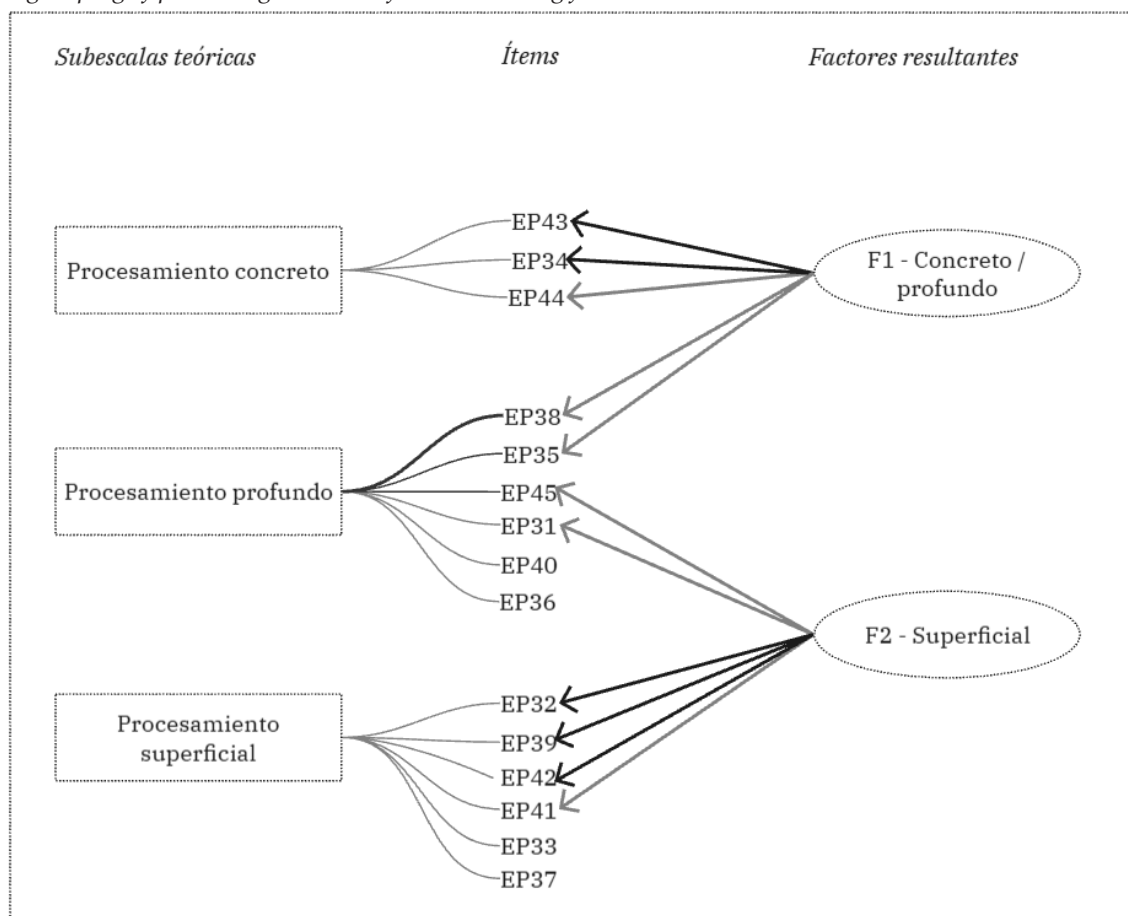 Subescalas teóricas
Ítems
Factores resultantes
EP43
Procesamiento concreto
EP34
EP44
F1 - Concreto /
profundo
EP38
EP35
Procesamiento profundo
EP45
EP31
EP40
EP36
F2 - Superficial
EP32
Procesamiento
superficial
EP39
EP42
EP41
EP33
EP37